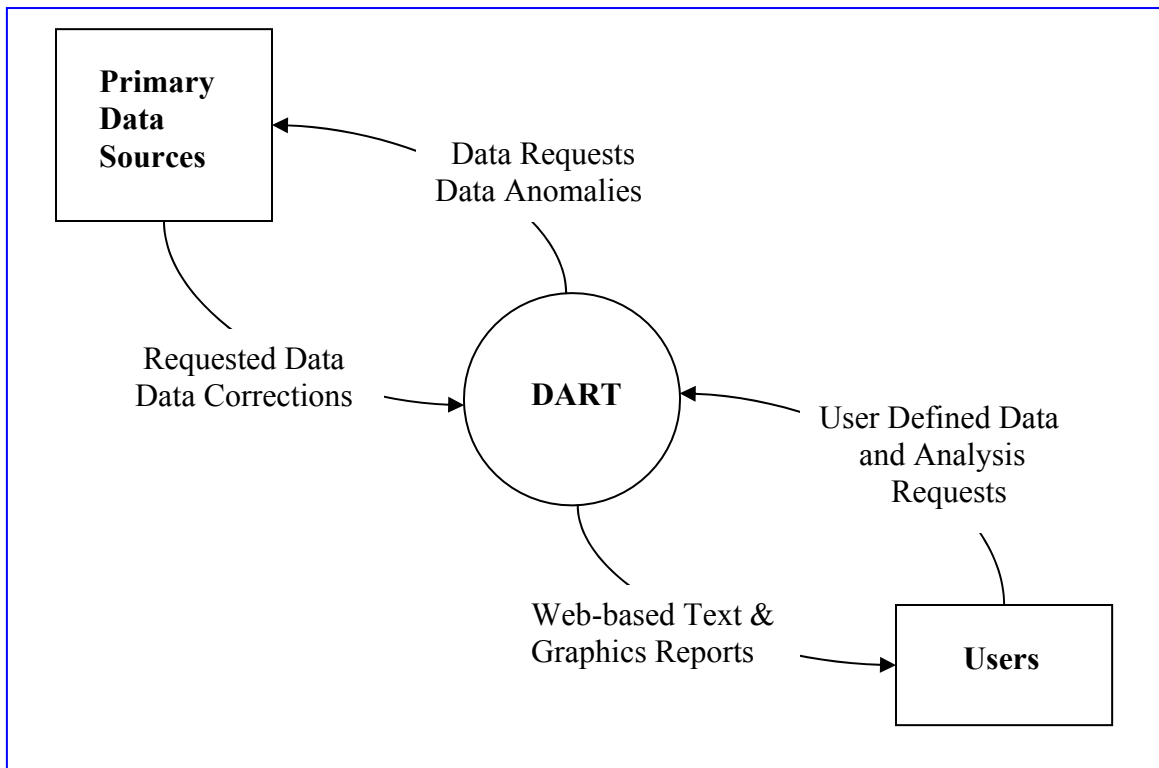 Primary
Data
Sources
Data Requests
Data Anomalies
Requested Data
Data Corrections
DART
User Defined Data
and Analysis
Requests
Web-based Text &
Graphics Reports
Users